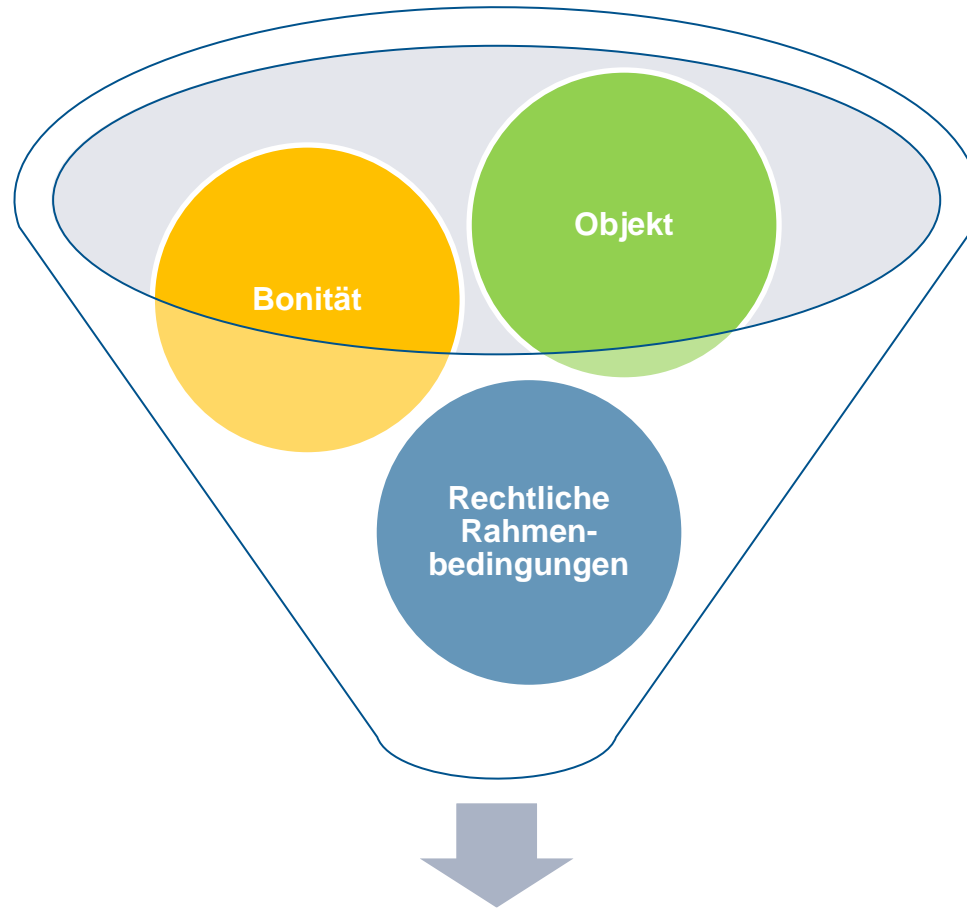 Objekt
Bonität
Rechtliche
Rahmen-
bedingungen